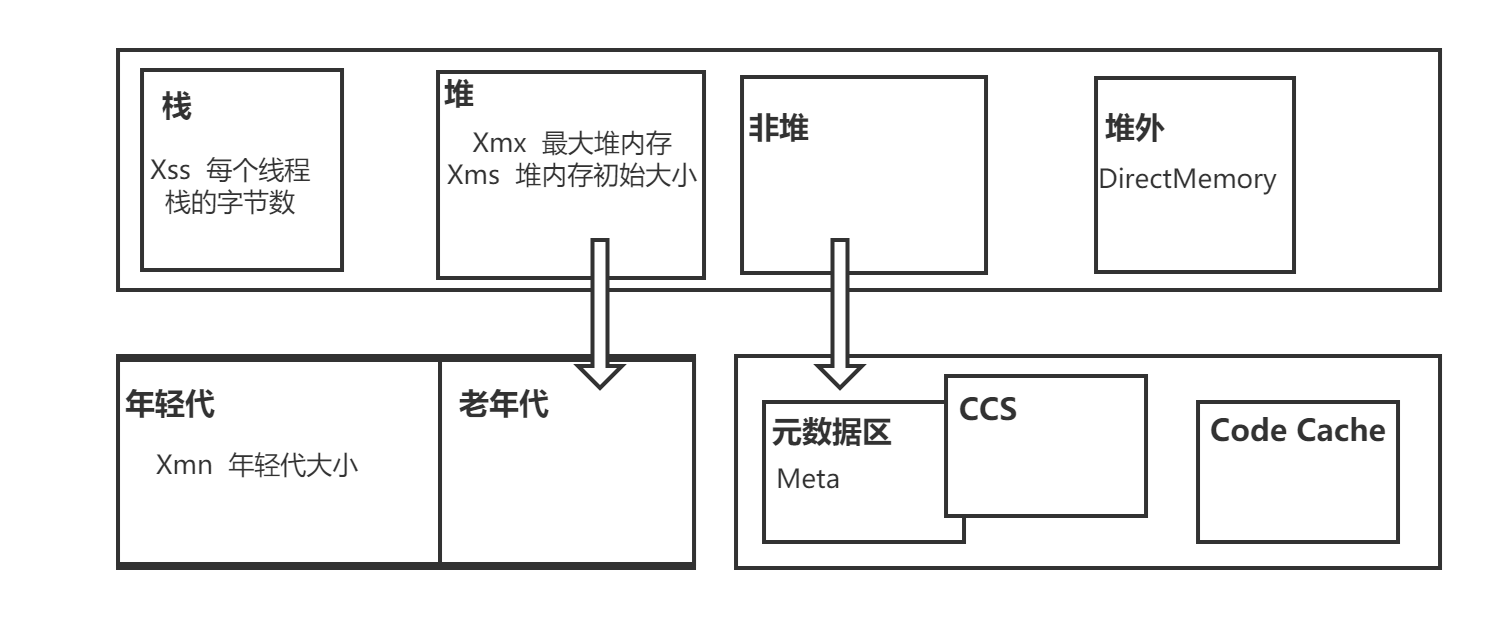 栈
Xss 每个线程
栈的字节数
堆
Xmx 最大堆内存
Xms 堆内存初始大小
非堆
堆外
DirectMemory
年轻代
Xmn 年轻代大小
老年代
元数据区
Meta
CCS
Code Cache